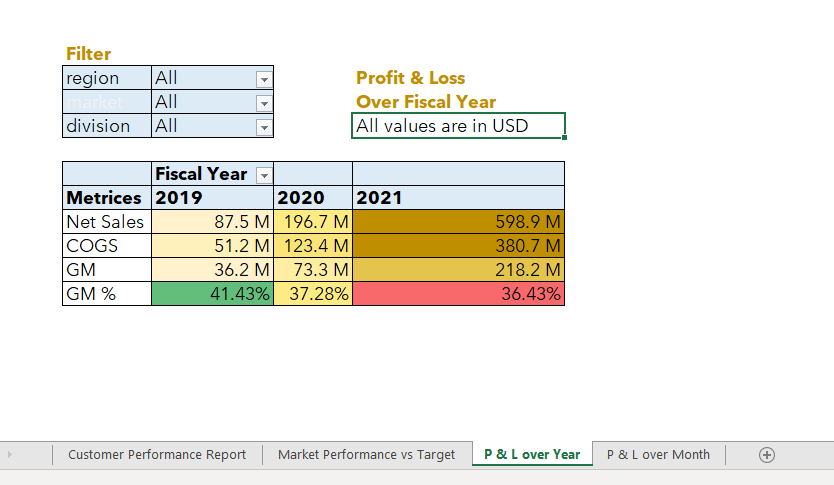 Filter
region All
market All
division All
Profit & Loss
Over Fiscal Year
All values are in USD
Fiscal Year
Metrices 2019 2020 2021
Net Sales 87.5 M 196.7 M 598.9 M
COGS 51.2 M 123.4 M 380.7 M
GM 36.2 M 73.3 M 218.2 M
GM % 41.43% 37.28% 36.43%
Customer Performance Report Market Performance vs Target P & L over Year P & L over Month